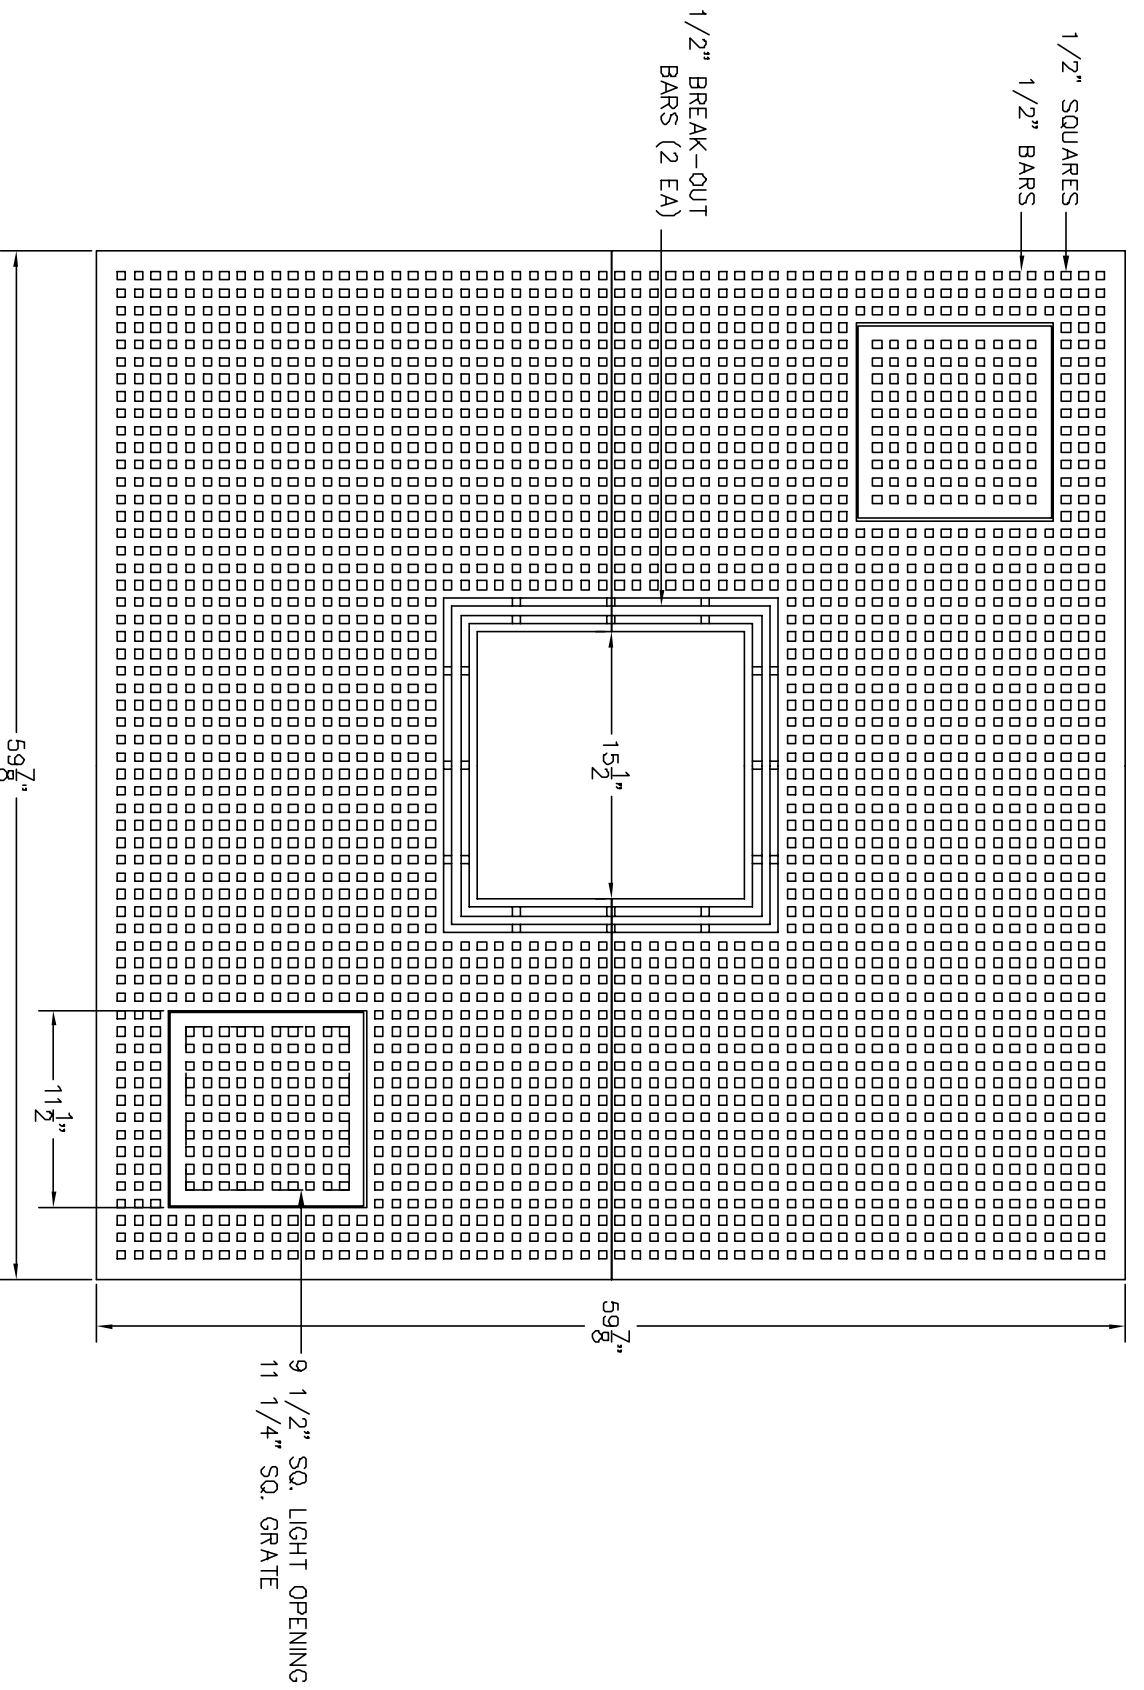 1/2" SQUARES
1/2" BARS
1/2" BREAK-OUT
BARS (2 EA)
15 1/2"
59 7/8"
11 1/2"
59 7/8"
9 1/2" SQ. LIGHT OPENING
11 1/4" SQ. GRATE